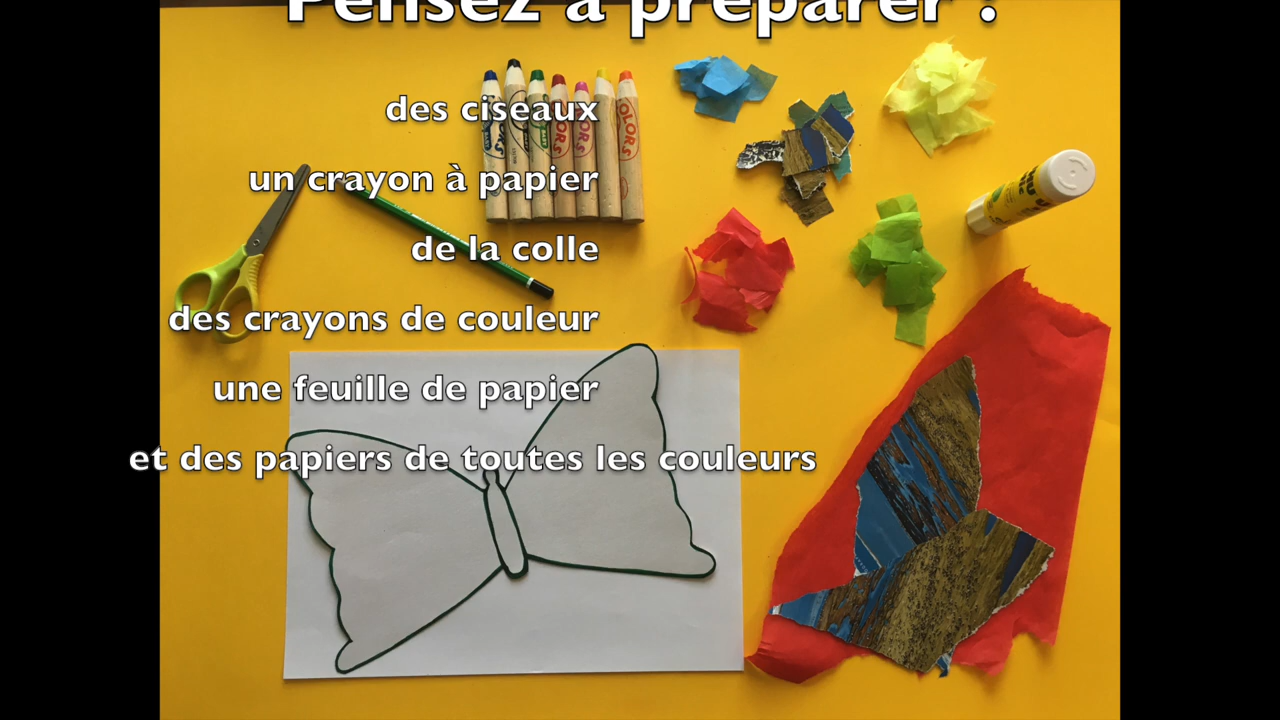 Pensez à préparer :
des ciseaux
un crayon à papier
de la colle
des crayons de couleur
une feuille de papier
et des papiers de toutes les couleurs